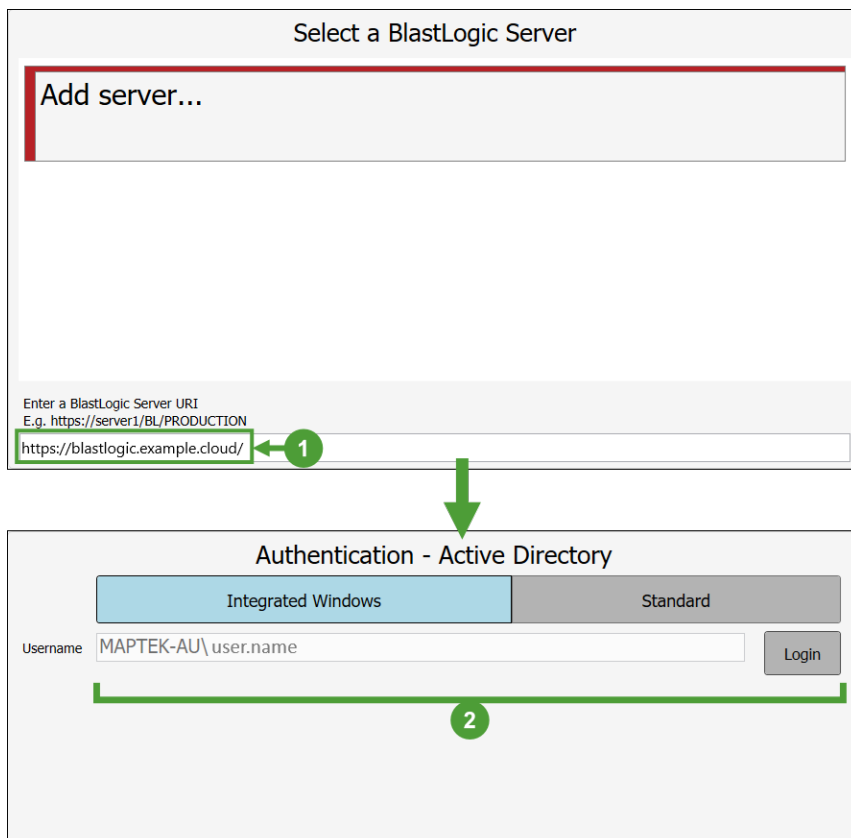 Select a BlastLogic Server
Add server...
Enter a BlastLogic Server URI
E.g. https://server1/BL/PRODUCTION
https://blastlogic.example.cloud/
1
Authentication - Active Directory
Integrated Windows
Standard
Username
MAPTEK-AU\ user.name
Login
2